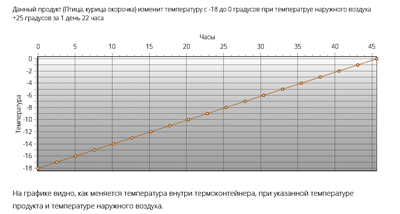 Данный продукт (Птица, курица окорочка) изменит температуру с -18 до 0 градусов при температруе наружного воздуха
+25 градусов за 1 день 22 часа
Часы
0 5 10 15 20 25 30 35 40 45
Температура
0
-2
-4
-6
-8
-10
-12
-14
-16
-18
На графике видно, как меняется температура внутри термоконтейнера, при указанной температуре
продукта и температуре наружного воздуха.